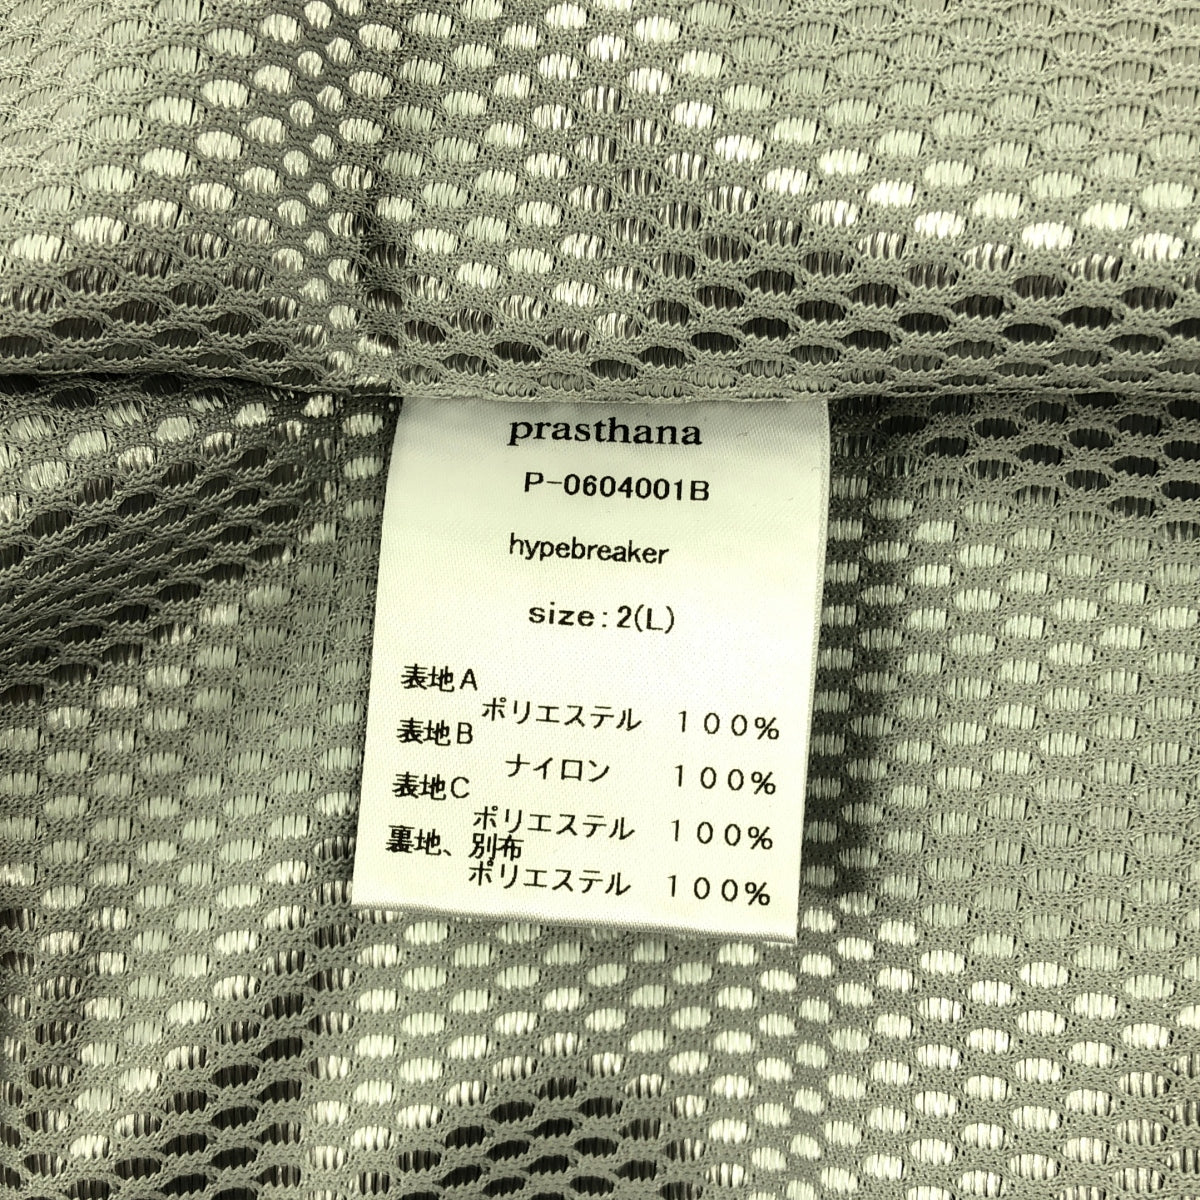 prasthana
P-0604001B
hypebreaker
size:2(L)
表地A
ポリエステル 100%
表地B
ナイロン 100%
表地C
ポリエステル 100%
裏地、別布
ポリエステル 100%